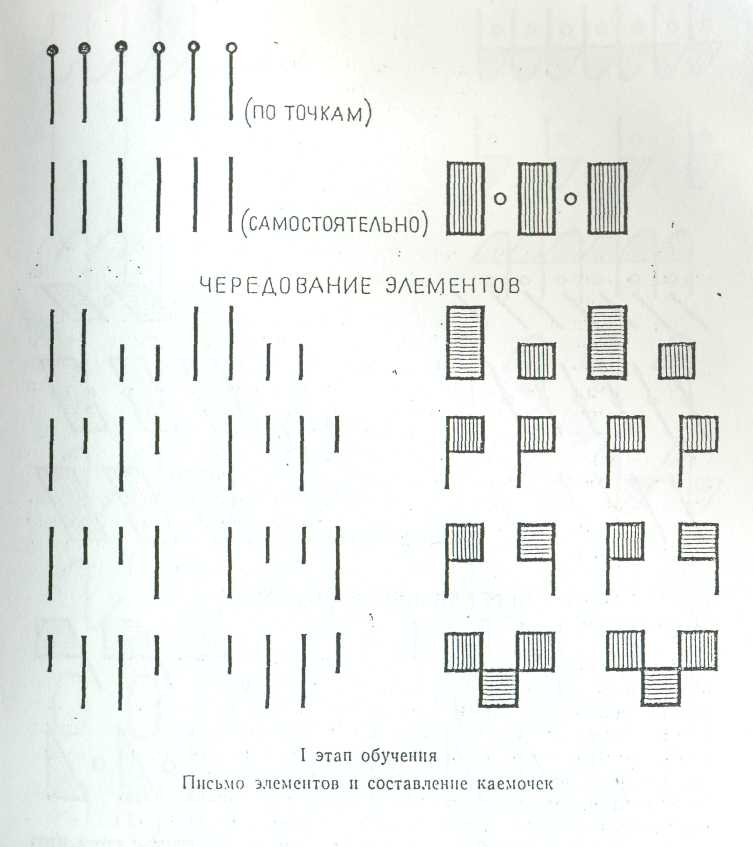 (ПО ТОЧКАМ)
(САМОСТОЯТЕЛЬНО)
ЧЕРЕДОВАНИЕ ЭЛЕМЕНТОВ
I этап обучения
Письмо элементов и составление каемочек